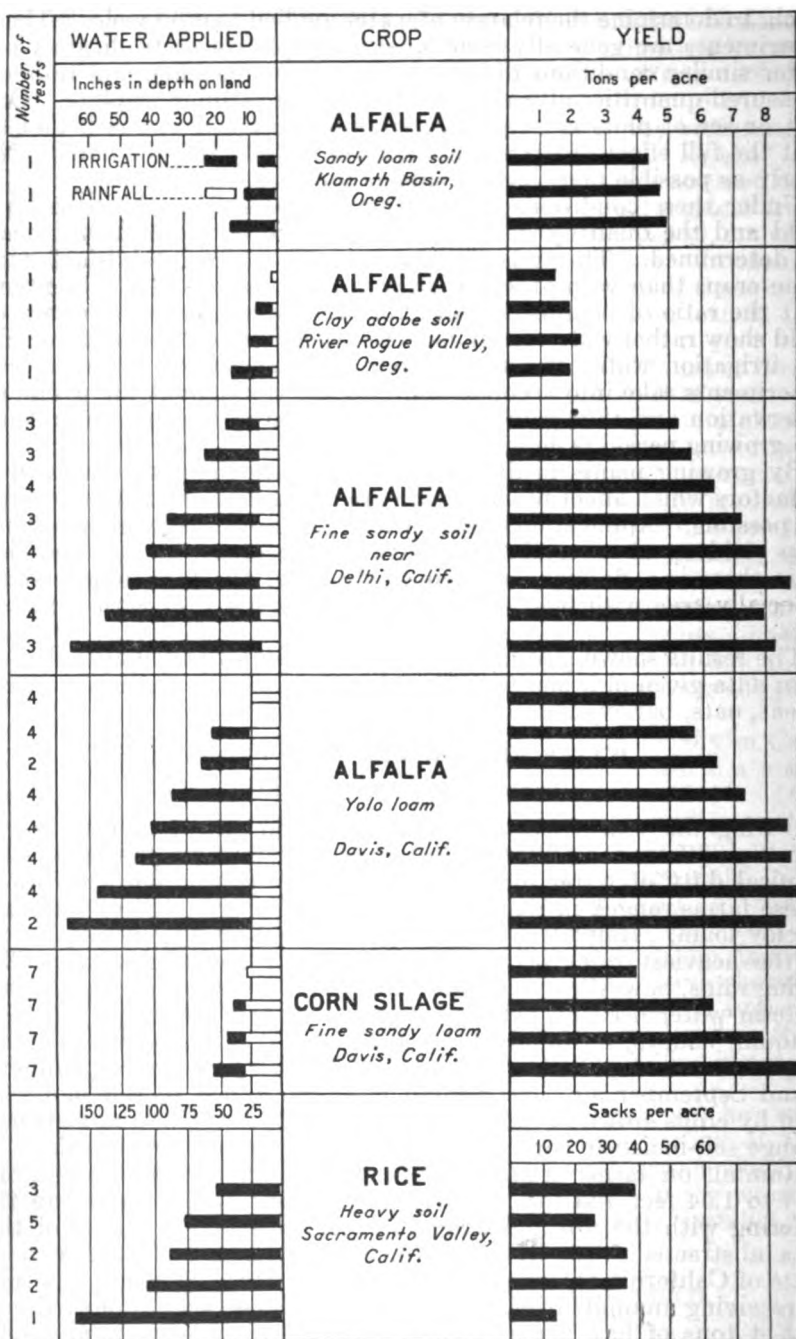 Number of tests
WATER APPLIED
CROP
YIELD
Inches in depth on land
Tons per acre
60 50 40 30 20 10
1 2 3 4 5 6 7 8
ALFALFA
Sandy loam soil
Klamath Basin,
Oreg.
1 IRRIGATION
1 RAINFALL
1
ALFALFA
Clay adobe soil
River Rogue Valley,
Oreg.
1
1
1
1
ALFALFA
Fine sandy soil
near
Delhi, Calif.
3
3
4
3
4
3
4
3
ALFALFA
Yolo loam
Davis, Calif.
4
4
2
4
4
4
4
2
CORN SILAGE
Fine sandy loam
Davis, Calif.
7
7
7
7
150 125 100 75 50 25
Sacks per acre
10 20 30 40 50 60
RICE
Heavy soil
Sacramento Valley,
Calif.
3
5
2
2
1